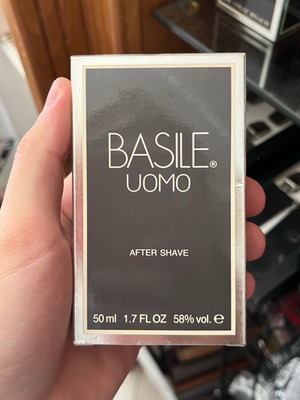 BASILE®
UOMO
AFTER SHAVE
50 ml 1.7 FL OZ 58% vol. ℮